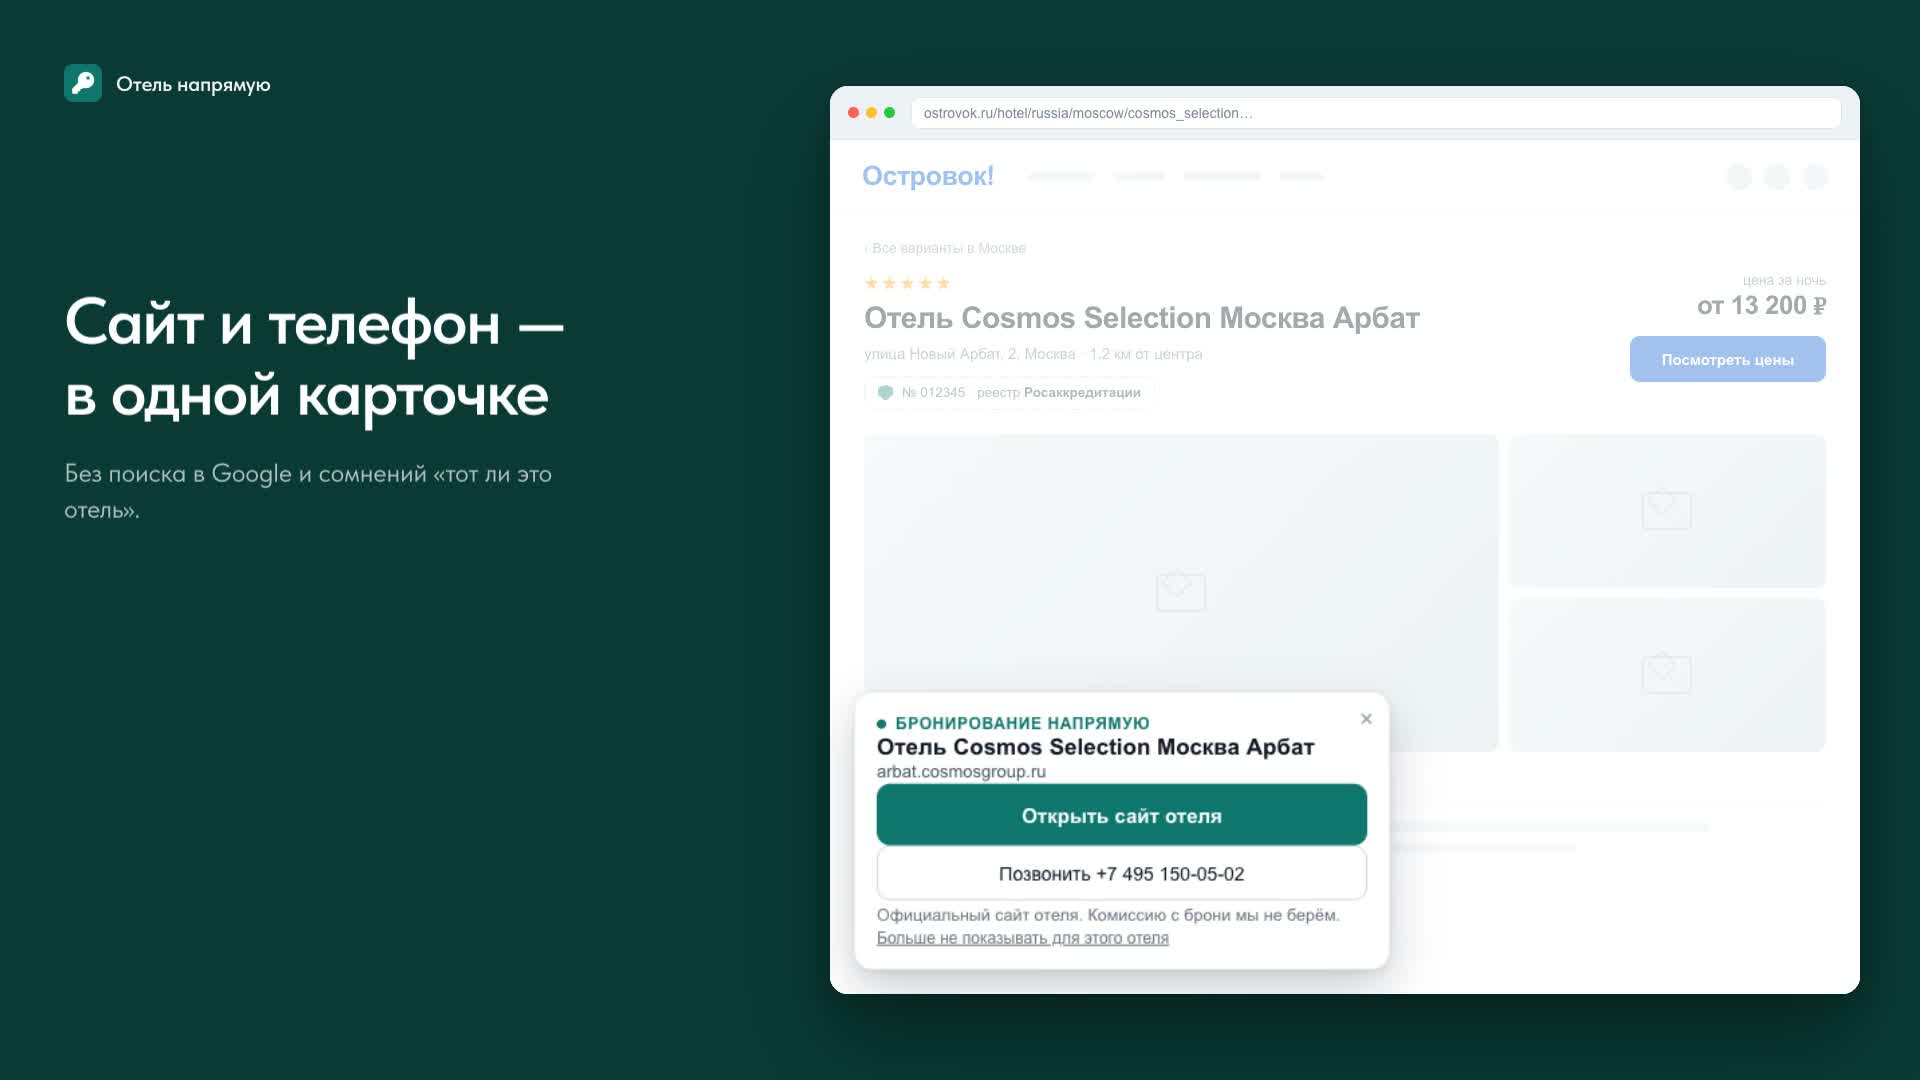 Отель напрямую
Сайт и телефон —
в одной карточке
Без поиска в Google и сомнений «тот ли это
отель».
ostrovok.ru/hotel/russia/moscow/cosmos_selection…
Островок!
‹ Все варианты в Москве
★★★★★
Отель Cosmos Selection Москва Арбат
улица Новый Арбат, 2, Москва · 1,2 км от центра
№ 012345 реестр Росаккредитации
цена за ночь
от 13 200 ₽
Посмотреть цены
БРОНИРОВАНИЕ НАПРЯМУЮ
×
Отель Cosmos Selection Москва Арбат
arbat.cosmosgroup.ru
Открыть сайт отеля
Позвонить +7 495 150-05-02
Официальный сайт отеля. Комиссию с брони мы не берём.
Больше не показывать для этого отеля